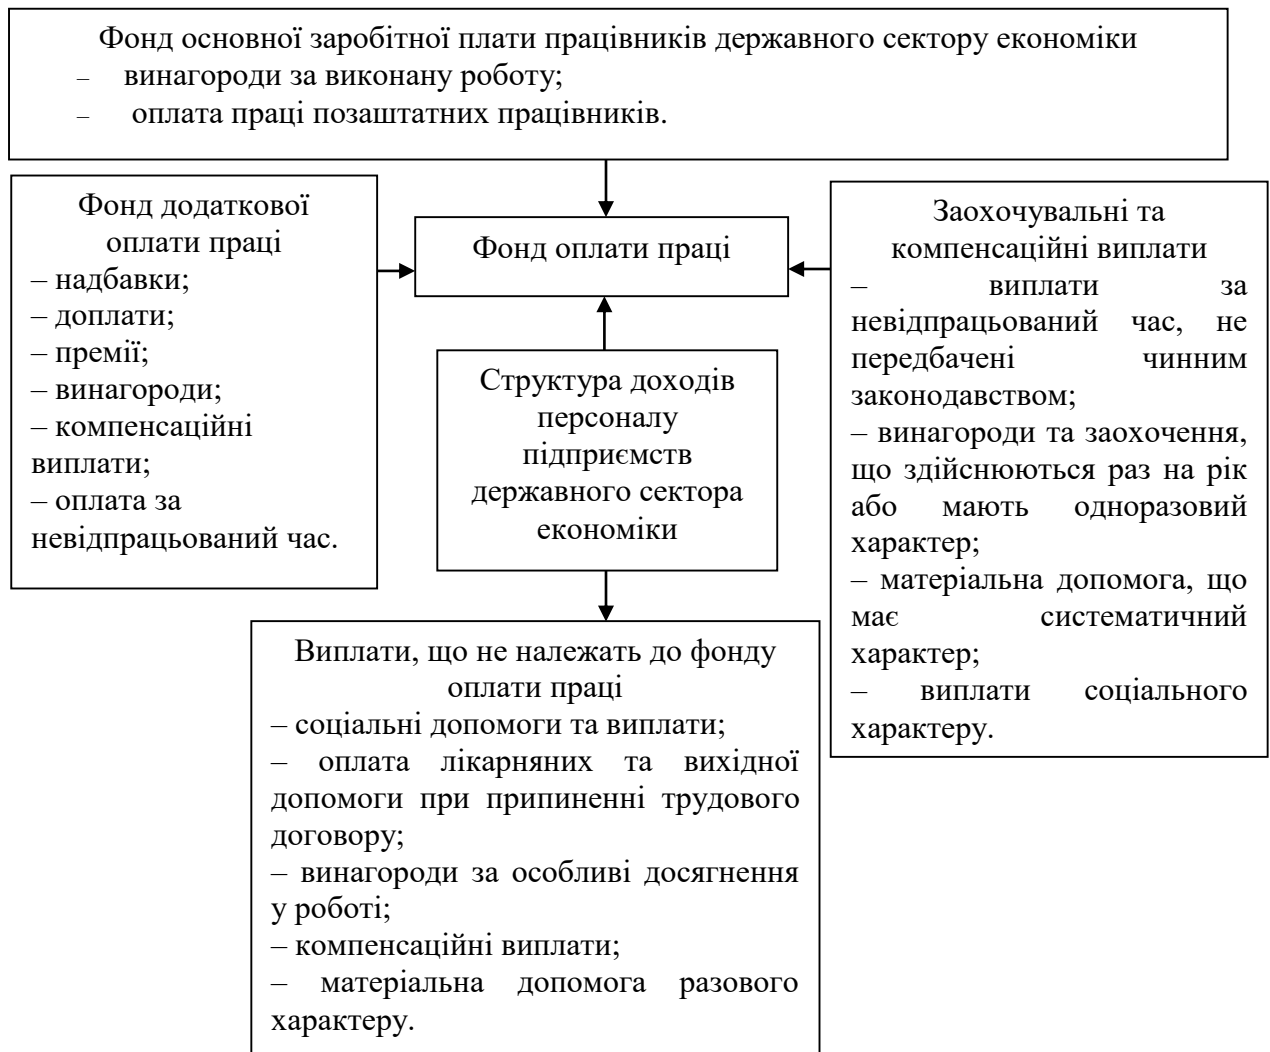 Фонд основної заробітної плати працівників державного сектору економіки
– винагороди за виконану роботу;
– оплата праці позаштатних працівників.
Фонд додаткової
оплати праці
– надбавки;
– доплати;
– премії;
– винагороди;
– компенсаційні
виплати;
– оплата за
невідпрацьований час.
Фонд оплати праці
Структура доходів
персоналу
підприємств
державного сектора
економіки
Заохочувальні та
компенсаційні виплати
– виплати за
невідпрацьований час, не
передбачені чинним
законодавством;
– винагороди та заохочення,
що здійснюються раз на рік
або мають одноразовий
характер;
– матеріальна допомога, що
має систематичний
характер;
– виплати соціального
характеру.
Виплати, що не належать до фонду
оплати праці
– соціальні допомоги та виплати;
– оплата лікарняних та вихідної
допомоги при припиненні трудового
договору;
– винагороди за особливі досягнення
у роботі;
– компенсаційні виплати;
– матеріальна допомога разового
характеру.